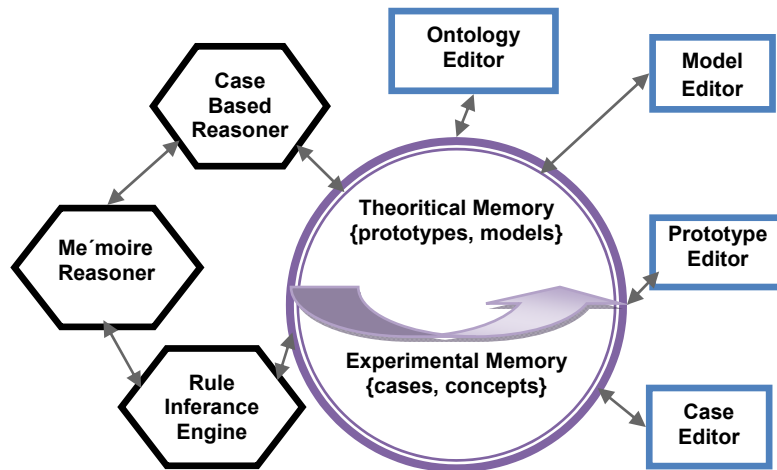 Ontology
Editor
Model
Editor
Case
Based
Reasoner
Theoritical Memory
{prototypes, models}
Prototype
Editor
Me´moire
Reasoner
Experimental Memory
{cases, concepts}
Rule
Inferance
Engine
Case
Editor